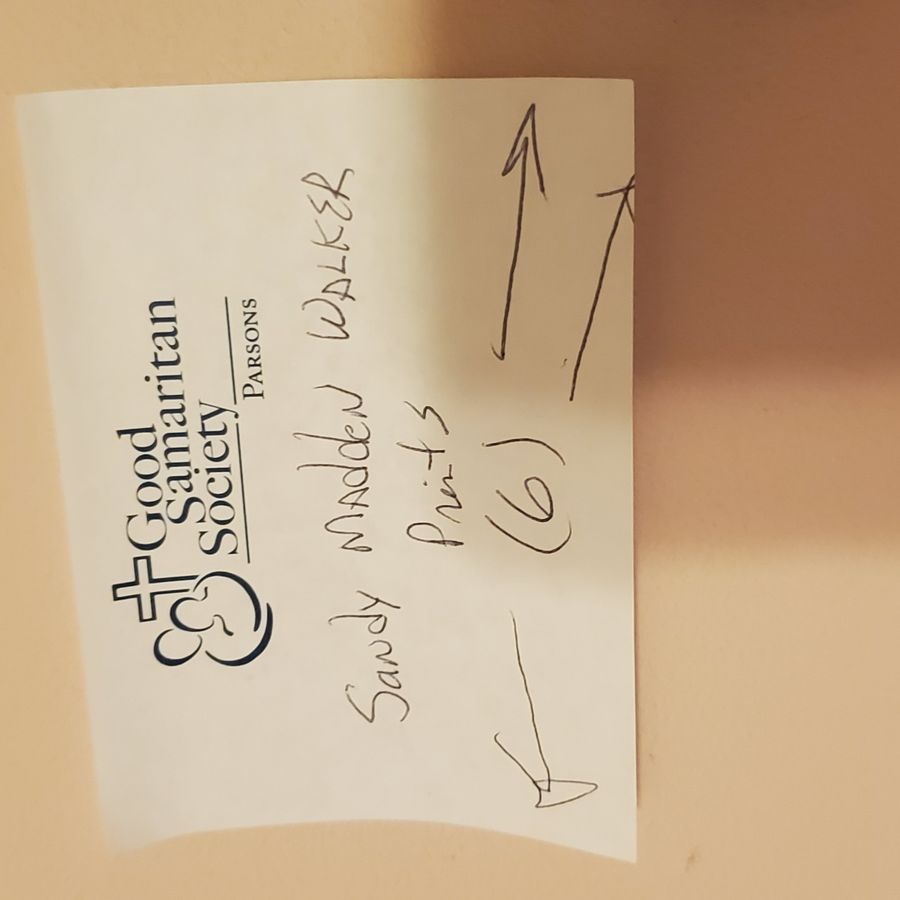 Good
Samaritan
Society
PARSONS
Sandy MADDEN WALKER
Prints
(6)